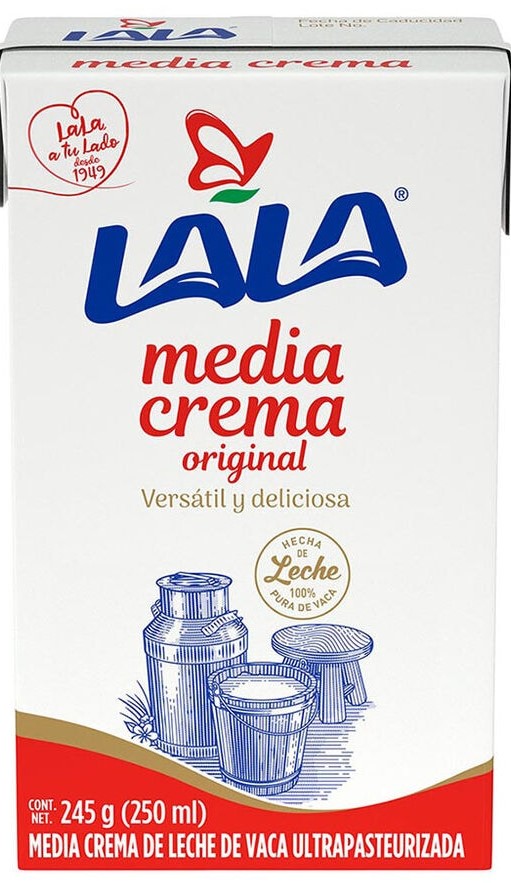 LALA
Fecha de Caducidad
Lote No.
media crema
LaLa
a tu Lado
desde
1949
LALA®
media
crema
original
Versátil y deliciosa
HECHA
DE
Leche
100%
PURA DE VACA
CONT.
NET. 245 g (250 ml)
MEDIA CREMA DE LECHE DE VACA ULTRAPASTEURIZADA